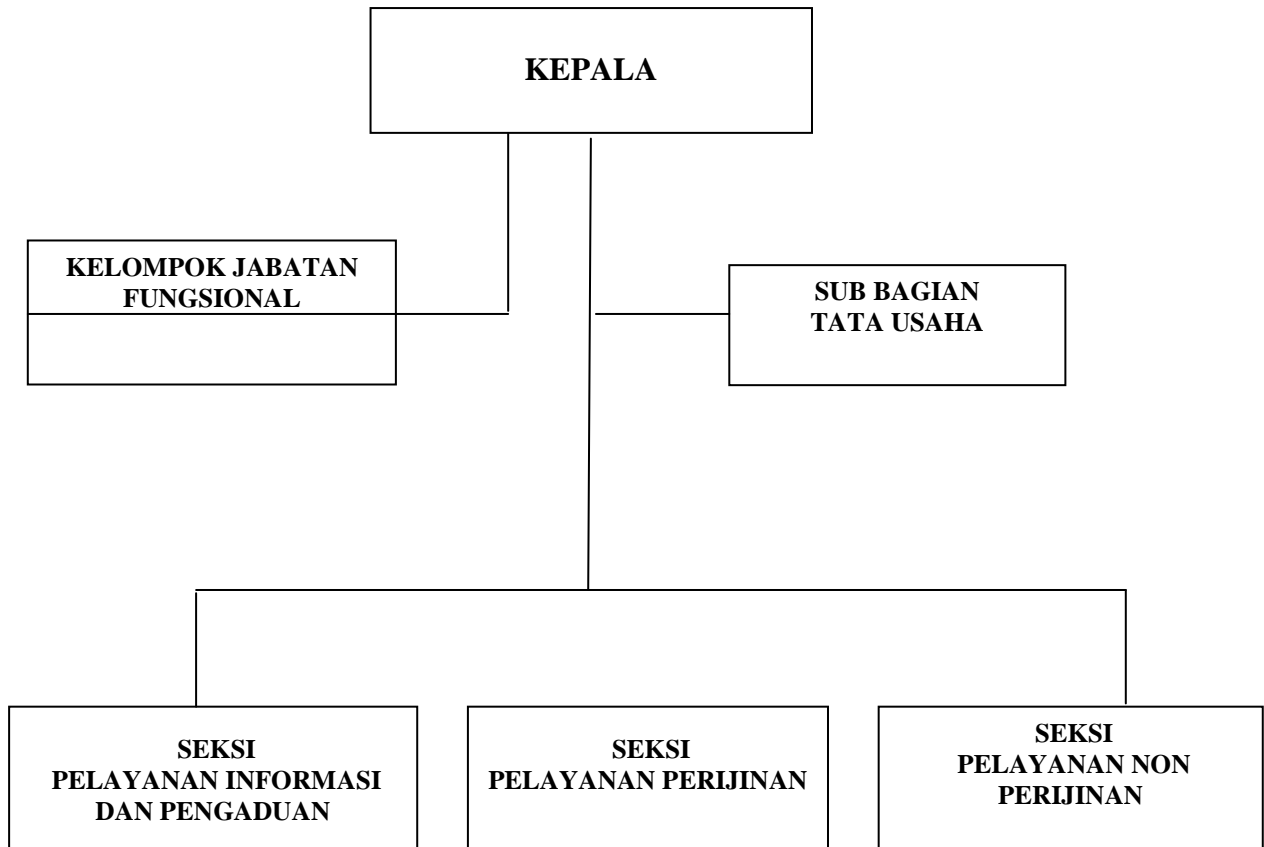 KEPALA
KELOMPOK JABATAN
FUNGSIONAL
SUB BAGIAN
TATA USAHA
SEKSI
PELAYANAN INFORMASI
DAN PENGADUAN
SEKSI
PELAYANAN PERIJINAN
SEKSI
PELAYANAN NON
PERIJINAN